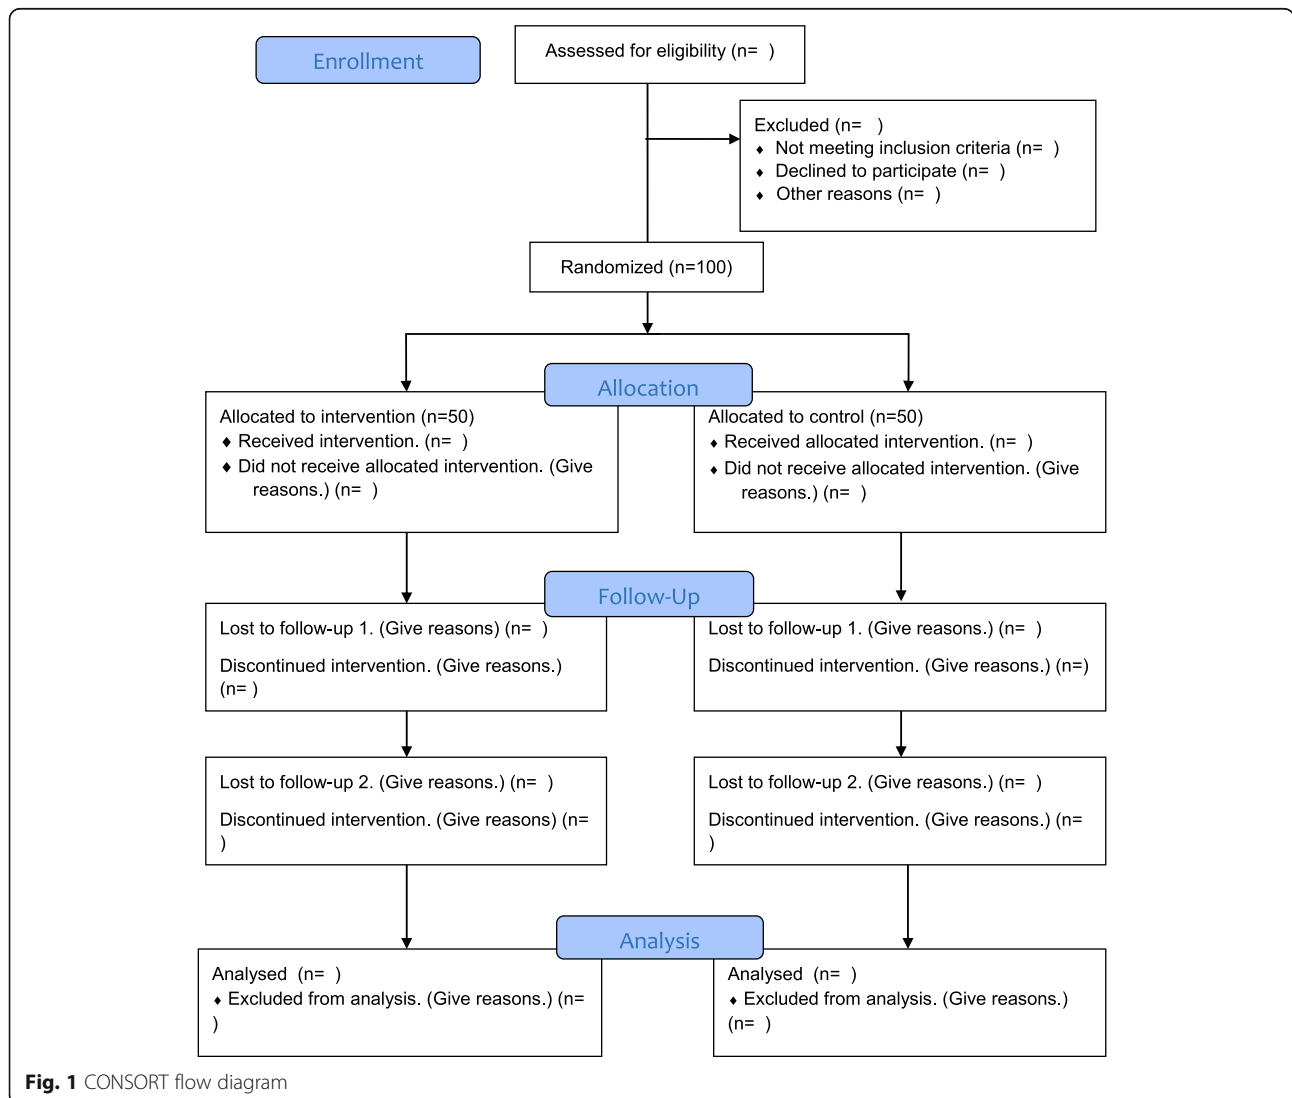 Enrollment
Assessed for eligibility (n=  )
Excluded (n=   )
♦ Not meeting inclusion criteria (n=  )
♦ Declined to participate (n=  )
♦ Other reasons (n=  )
Randomized (n=100)
Allocation
Allocated to intervention (n=50)
♦ Received intervention. (n=  )
♦ Did not receive allocated intervention. (Give
reasons.) (n=  )
Allocated to control (n=50)
♦ Received allocated intervention. (n=  )
♦ Did not receive allocated intervention. (Give
reasons.) (n=  )
Follow-Up
Lost to follow-up 1. (Give reasons) (n=  )
Discontinued intervention. (Give reasons.)
(n= )
Lost to follow-up 1. (Give reasons.) (n=  )
Discontinued intervention. (Give reasons.) (n=)
Lost to follow-up 2. (Give reasons.) (n=  )
Discontinued intervention. (Give reasons) (n=
)
Lost to follow-up 2. (Give reasons.) (n=  )
Discontinued intervention. (Give reasons.) (n=
)
Analysis
Analysed  (n=  )
♦ Excluded from analysis. (Give reasons.) (n=
)
Analysed  (n=  )
♦ Excluded from analysis. (Give reasons.)
(n=  )
Fig. 1 CONSORT flow diagram